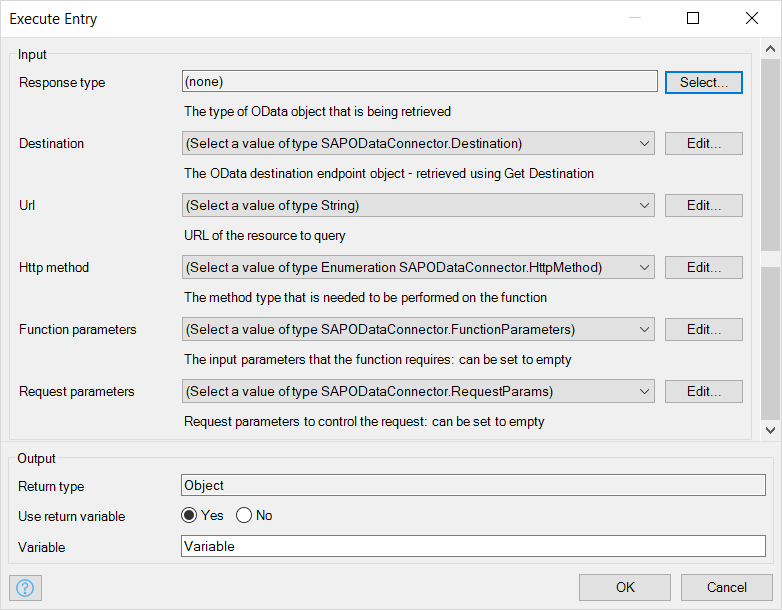 Execute Entry
Input
Response type (none) Select...
The type of OData object that is being retrieved
Destination (Select a value of type SAPODataConnector.Destination) Edit...
The OData destination endpoint object - retrieved using Get Destination
Url (Select a value of type String) Edit...
URL of the resource to query
Http method (Select a value of type Enumeration SAPODataConnector.HttpMethod) Edit...
The method type that is needed to be performed on the function
Function parameters (Select a value of type SAPODataConnector.FunctionParameters) Edit...
The input parameters that the function requires: can be set to empty
Request parameters (Select a value of type SAPODataConnector.RequestParams) Edit...
Request parameters to control the request: can be set to empty
Output
Return type Object
Use return variable Yes No
Variable Variable
? OK Cancel